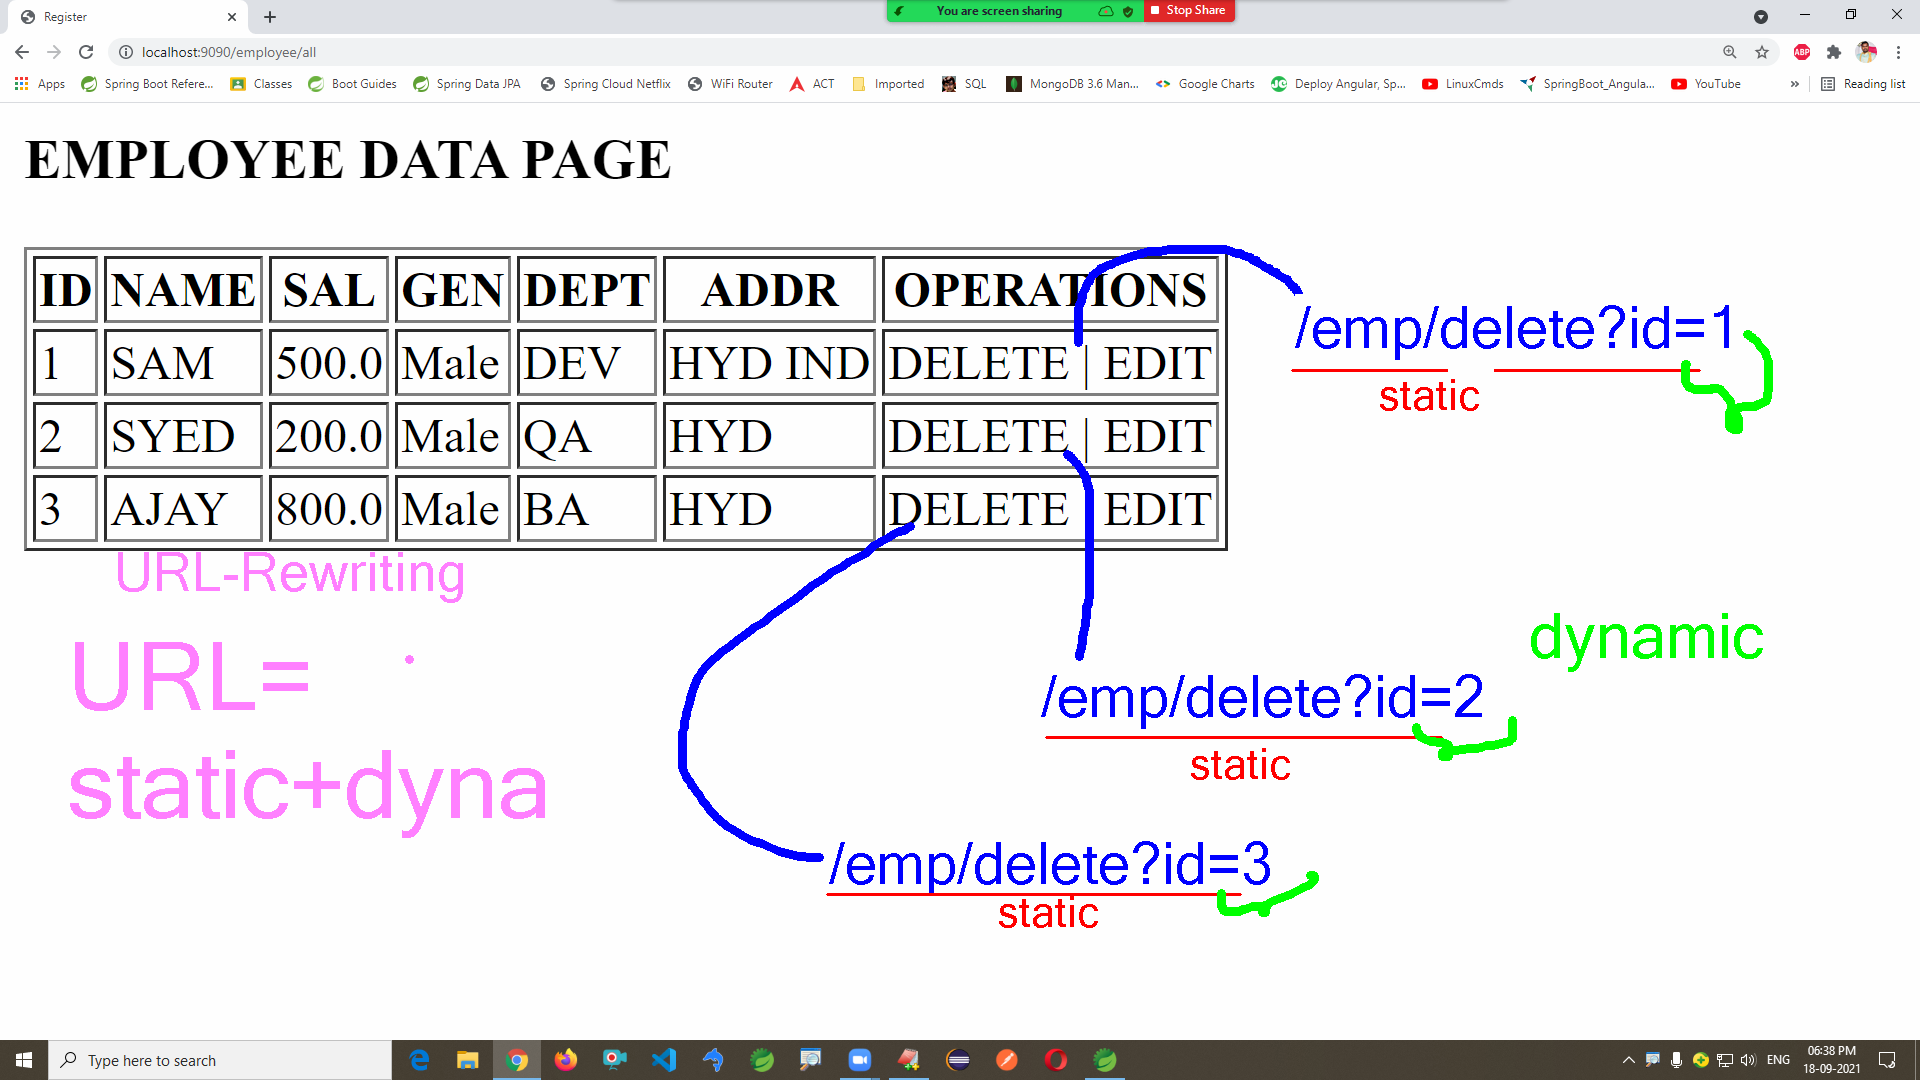 Register
You are screen sharing
Stop Share
localhost:9090/employee/all
ABP
Apps
Spring Boot Refere...
Classes
Boot Guides
Spring Data JPA
Spring Cloud Netflix
WiFi Router
ACT
Imported
SQL
MongoDB 3.6 Man...
Google Charts
Deploy Angular, Sp...
LinuxCmds
SpringBoot_Angula...
YouTube
»
Reading list
EMPLOYEE DATA PAGE
ID NAME SAL GEN DEPT ADDR OPERATIONS
1 SAM 500.0 Male DEV HYD IND DELETE | EDIT
2 SYED 200.0 Male QA HYD DELETE | EDIT
3 AJAY 800.0 Male BA HYD DELETE | EDIT
/emp/delete?id=1
static
URL-Rewriting
URL=
static+dyna
dynamic
/emp/delete?id=2
static
/emp/delete?id=3
static
Type here to search
ENG
06:38 PM
18-09-2021